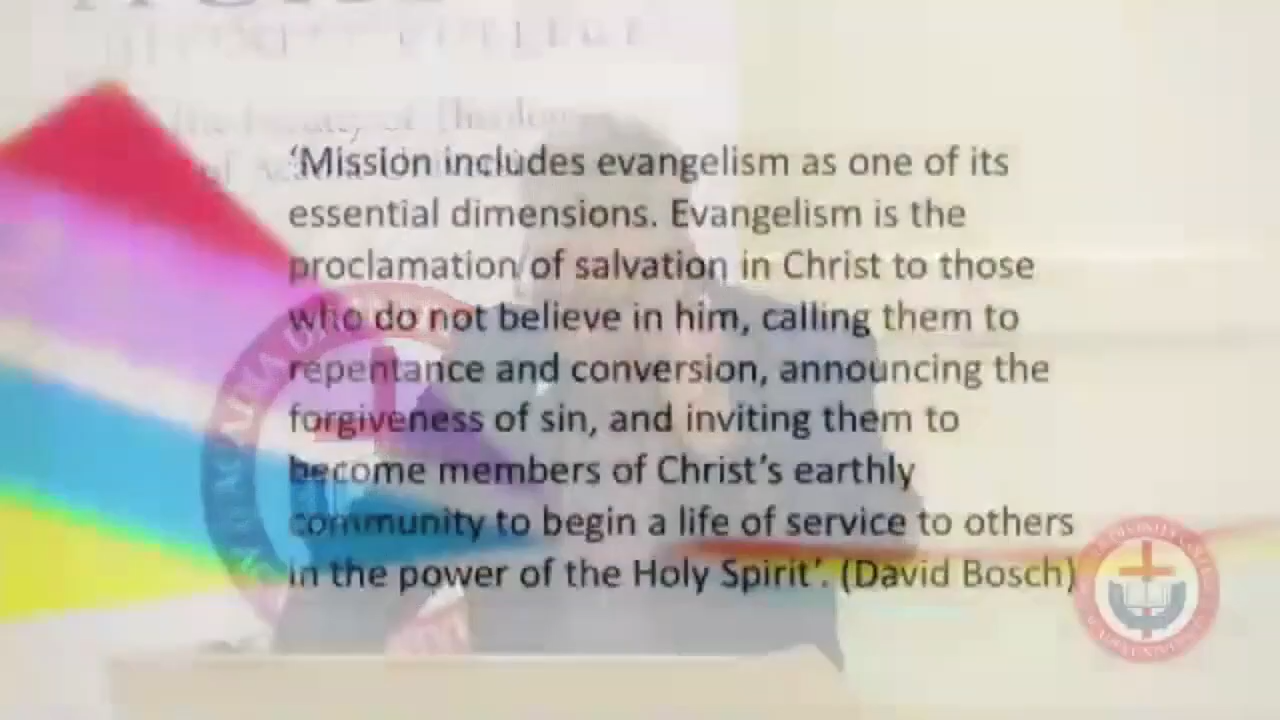 ‘Mission includes evangelism as one of its
essential dimensions. Evangelism is the
proclamation of salvation in Christ to those
who do not believe in him, calling them to
repentance and conversion, announcing the
forgiveness of sin, and inviting them to
become members of Christ’s earthly
community to begin a life of service to others
in the power of the Holy Spirit’. (David Bosch)